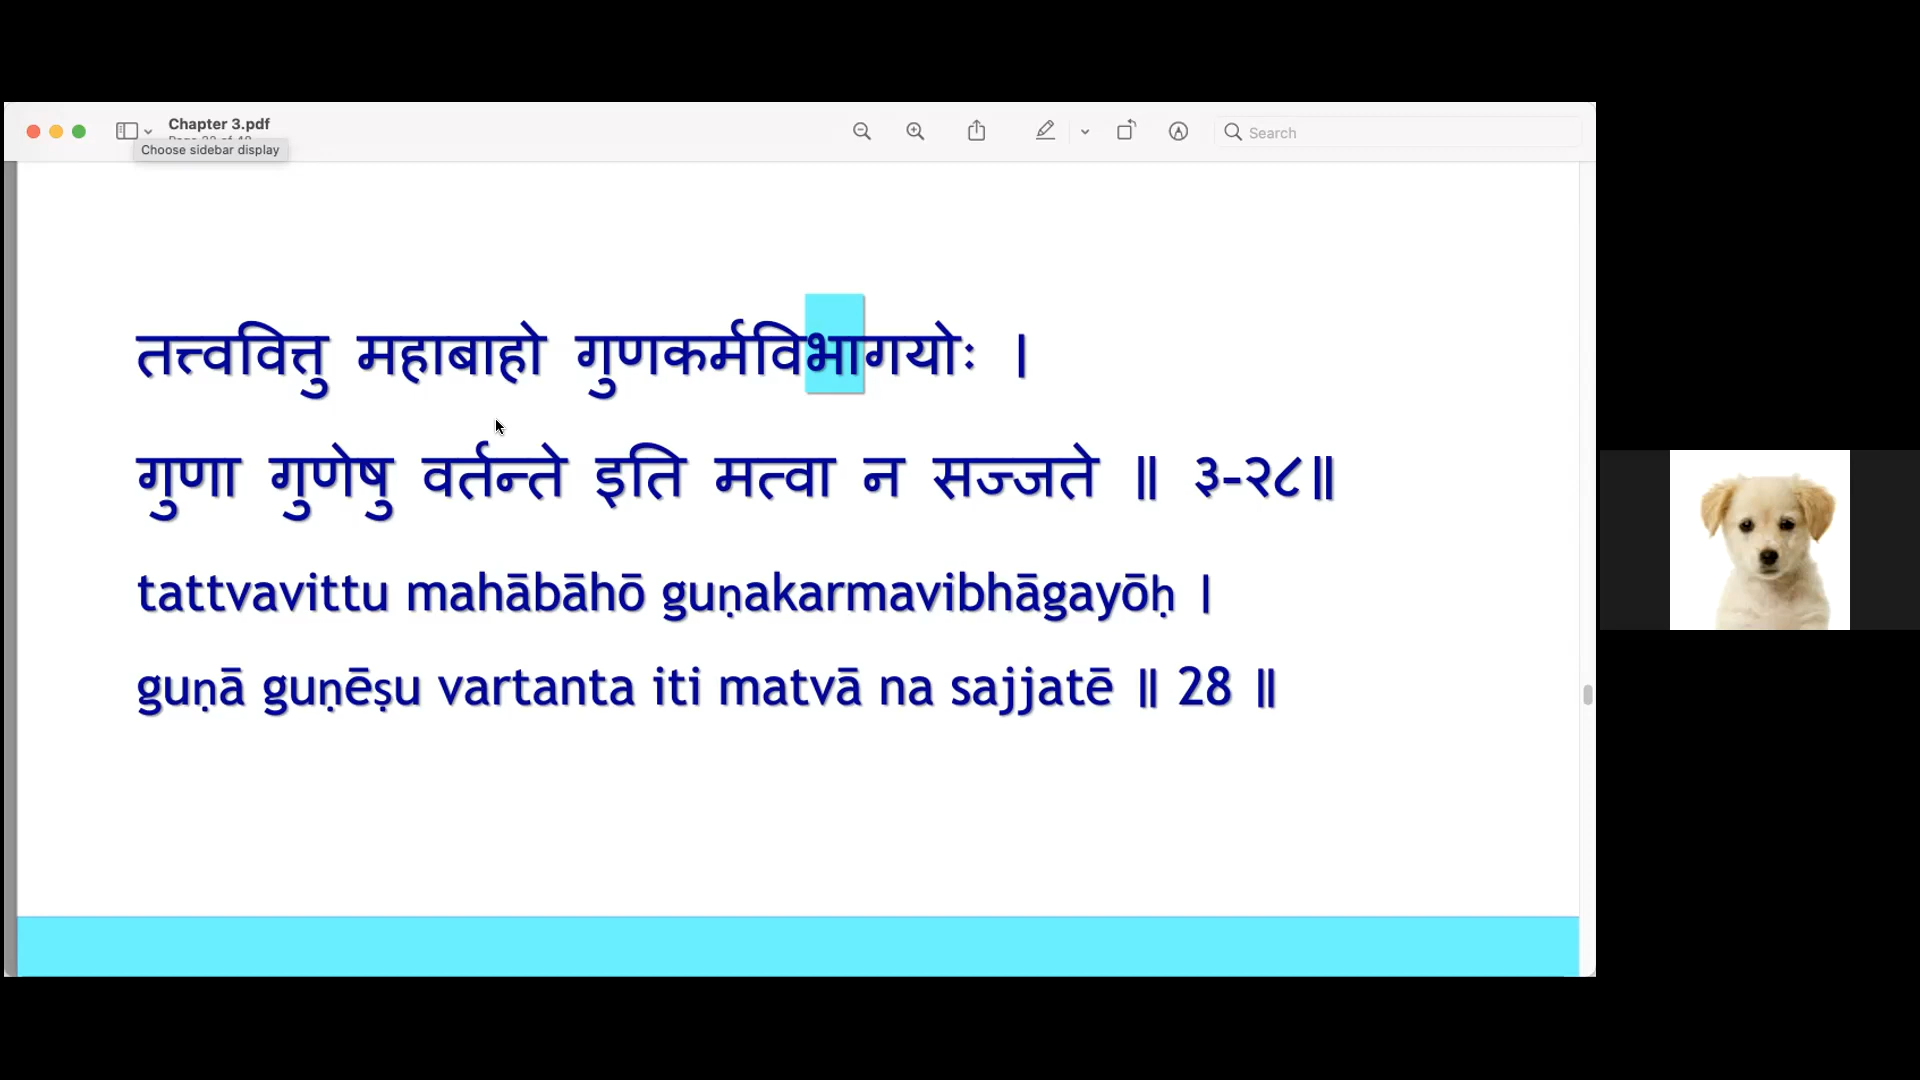 Chapter 3.pdf
Choose sidebar display
Search
तत्त्ववित्तु महाबाहो गुणकर्मविभागयोः ।
गुणा गुणेषु वर्तन्ते इति मत्वा न सज्जते ॥ ३-२८॥
tattvavittu mahābāhō guṇakarmavibhāgayōḥ ।
guṇā guṇēṣu vartanta iti matvā na sajjatē ॥ 28 ॥